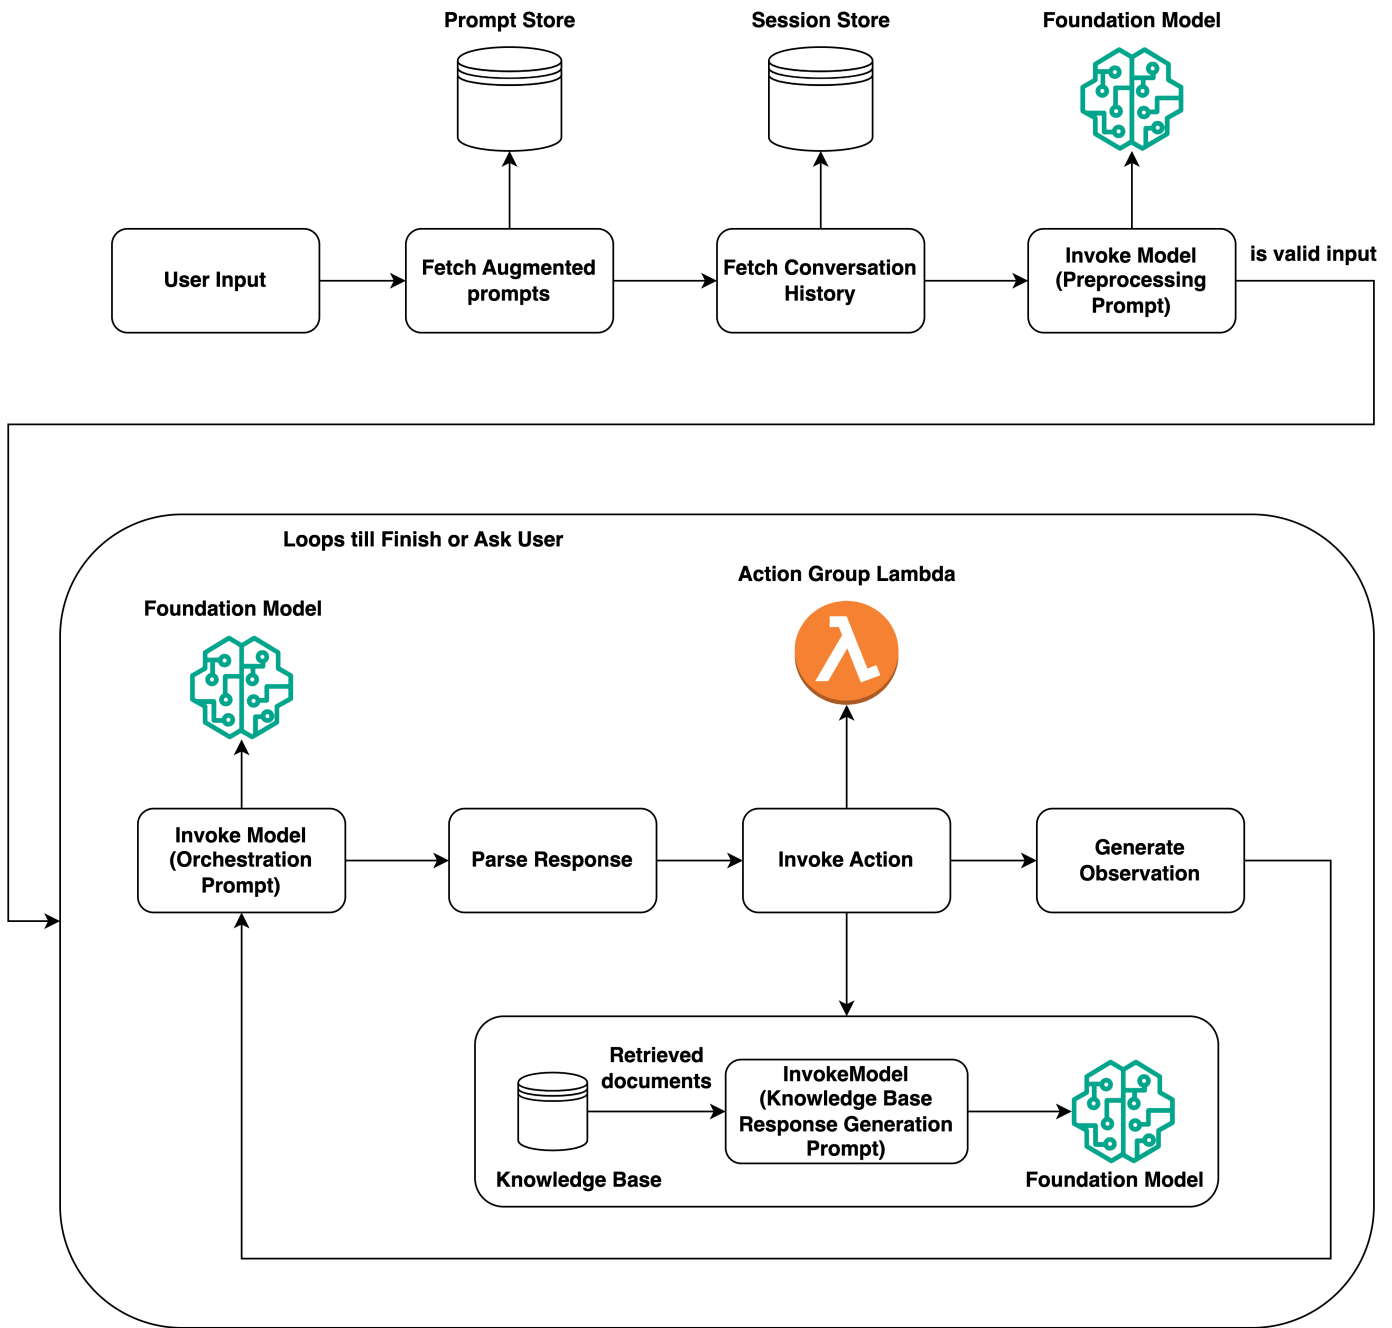 Prompt Store
Session Store
Foundation Model
User Input
Fetch Augmented
prompts
Fetch Conversation
History
Invoke Model
(Preprocessing
Prompt)
is valid input
Loops till Finish or Ask User
Foundation Model
Action Group Lambda
Invoke Model
(Orchestration
Prompt)
Parse Response
Invoke Action
Generate
Observation
Retrieved
documents
InvokeModel
(Knowledge Base
Response Generation
Prompt)
Knowledge Base
Foundation Model